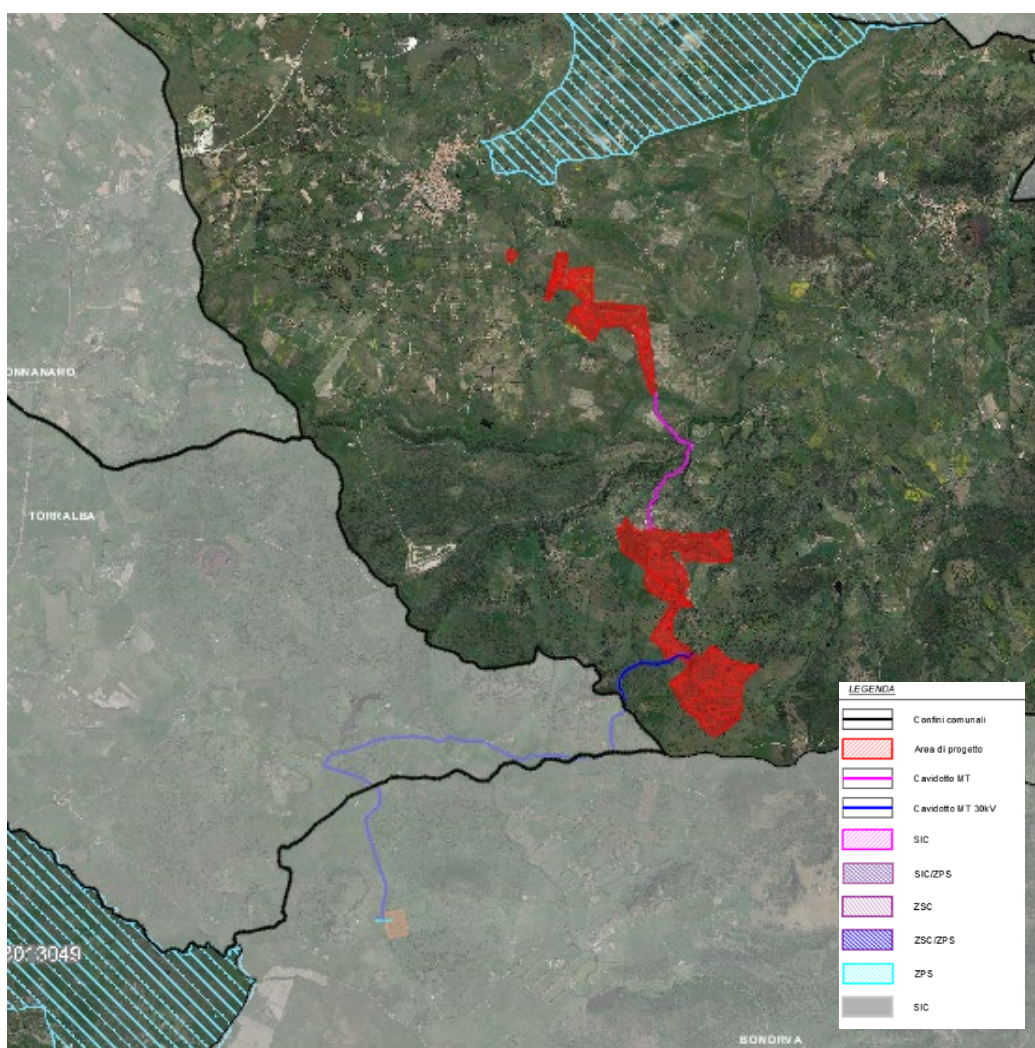 ONNANARO
TORRALBA
LEGENDA
Confini comunali
Area di progetto
Cavidotto MT
Cavidotto MT 30kV
SIC
SIC/ZPS
ZSC
ZSC/ZPS
ZPS
SIC
2013049
BONORVA